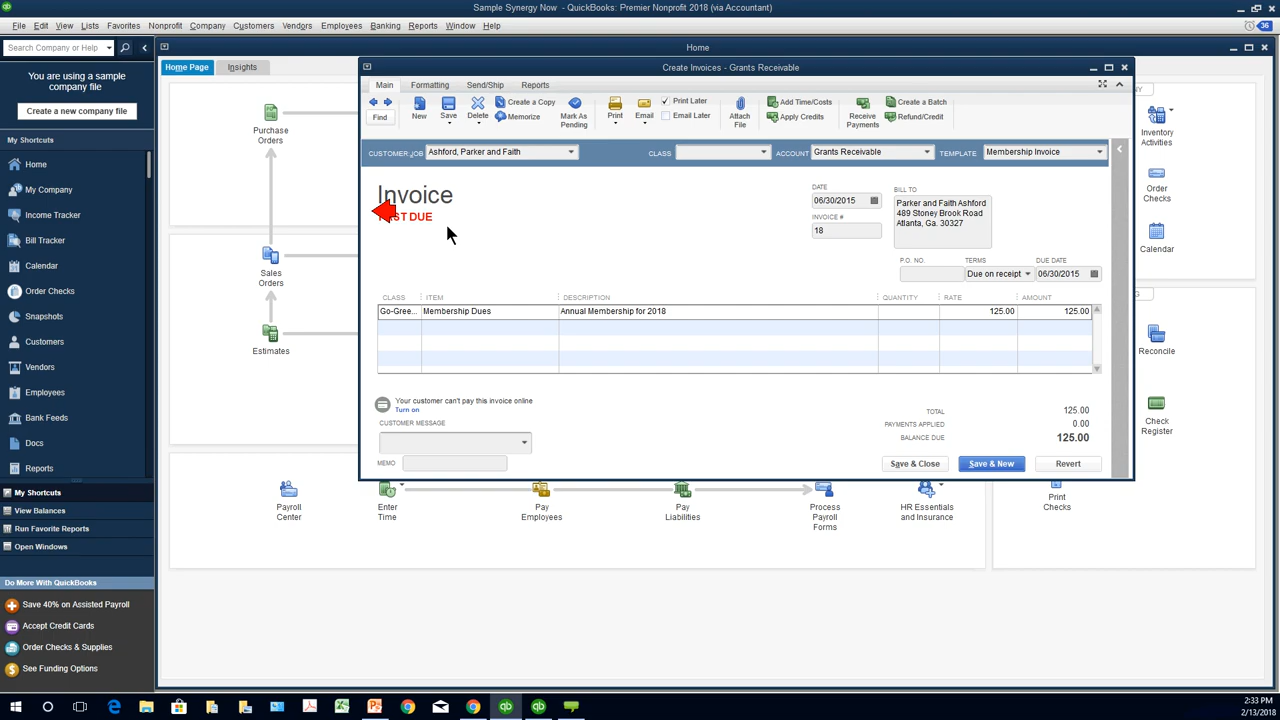 Sample Synergy Now - QuickBooks: Premier Nonprofit 2018 (via Accountant)
File Edit View Lists Favorites Nonprofit Company Customers Vendors Employees Banking Reports Window Help
36
Search Company or Help
Home
You are using a sample company file
Create a new company file
My Shortcuts
Home
My Company
Income Tracker
Bill Tracker
Calendar
Order Checks
Snapshots
Customers
Vendors
Employees
Bank Feeds
Docs
Reports
My Shortcuts
View Balances
Run Favorite Reports
Open Windows
Do More With QuickBooks
Save 40% on Assisted Payroll
Accept Credit Cards
Order Checks & Supplies
See Funding Options
Home Page Insights
Purchase Orders
Sales Orders
Estimates
Create Invoices - Grants Receivable
Main Formatting Send/Ship Reports
Find
New
Save
Delete
Create a Copy
Memorize
Mark As Pending
Print
Email
Print Later
Email Later
Attach File
Add Time/Costs
Apply Credits
Receive Payments
Create a Batch
Refund/Credit
CUSTOMER:JOB Ashford, Parker and Faith CLASS ACCOUNT Grants Receivable TEMPLATE Membership Invoice
Invoice
DATE
06/30/2015
INVOICE #
18
BILL TO
Parker and Faith Ashford
489 Stoney Brook Road
Atlanta, Ga. 30327
P.O. NO. TERMS DUE DATE
Due on receipt 06/30/2015
CLASS ITEM DESCRIPTION QUANTITY RATE AMOUNT
Go-Gree... Membership Dues Annual Membership for 2018 125.00 125.00
Your customer can't pay this invoice online
Turn on
CUSTOMER MESSAGE
MEMO
TOTAL 125.00
PAYMENTS APPLIED 0.00
BALANCE DUE 125.00
Save & Close Save & New Revert
Inventory Activities
Order Checks
Calendar
Reconcile
Check Register
Print Checks
Payroll Center
Enter Time
Pay Employees
Pay Liabilities
Process Payroll Forms
HR Essentials and Insurance
2:33 PM
2/13/2018